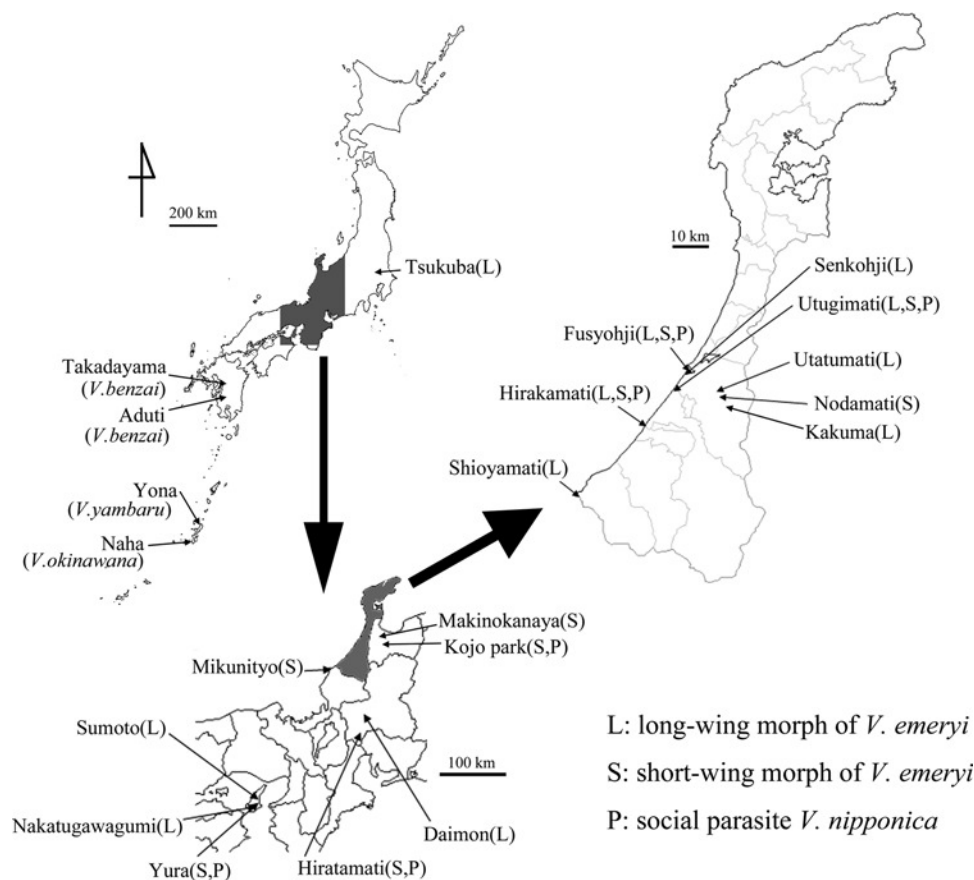 200 km
Tsukuba(L)
Takadayama
(V.benzai)
Aduti
(V.benzai)
Yona
(V.yambaru)
Naha
(V.okinawana)
10 km
Senkohji(L)
Utugimati(L,S,P)
Fusyohji(L,S,P)
Utatumati(L)
Hirakamati(L,S,P)
Nodamati(S)
Kakuma(L)
Shioyamati(L)
Makinokanaya(S)
Kojo park(S,P)
Mikunityo(S)
Sumoto(L)
100 km
Nakatugawagumi(L)
Daimon(L)
Yura(S,P)
Hiratamati(S,P)
L: long-wing morph of V. emeryi
S: short-wing morph of V. emeryi
P: social parasite V. nipponica